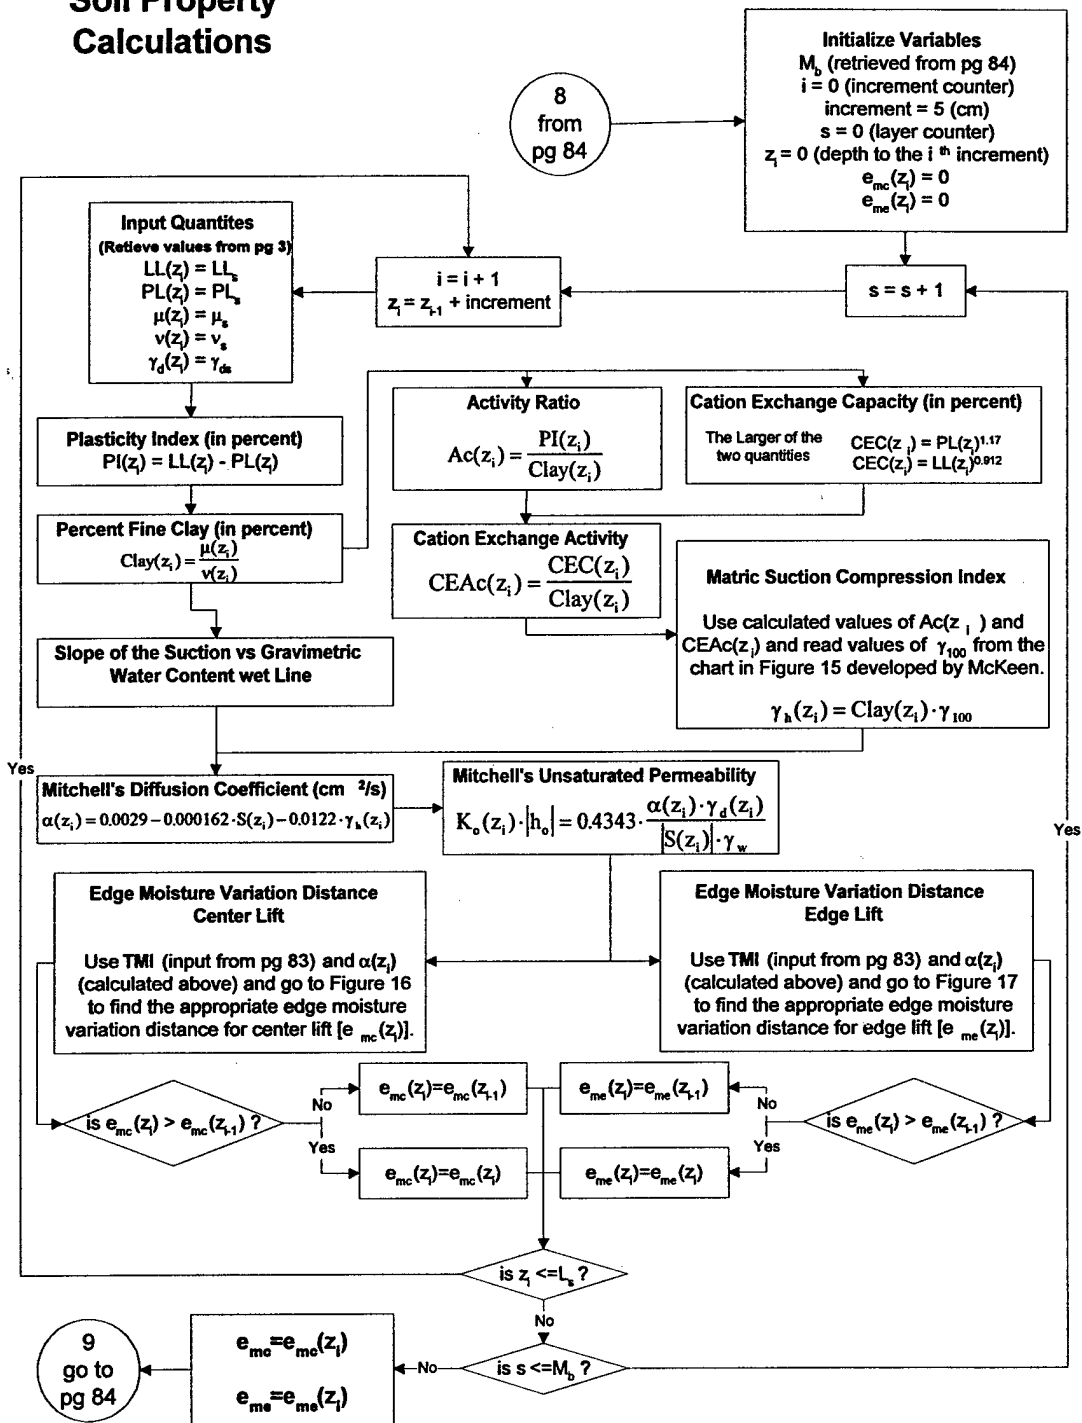 Soil Property
Calculations
8
from
pg 84
Initialize Variables
M_b (retrieved from pg 84)
i = 0 (increment counter)
increment = 5 (cm)
s = 0 (layer counter)
z_i = 0 (depth to the i th increment)
e_mc(z_i) = 0
e_me(z_i) = 0
s = s + 1
i = i + 1
z_i = z_i-1 + increment
Input Quantites
(Retieve values from pg 3)
LL(z_i) = LL_s
PL(z_i) = PL_s
μ(z_i) = μ_s
ν(z_i) = ν_s
γ_d(z_i) = γ_ds
Plasticity Index (in percent)
PI(z_i) = LL(z_i) - PL(z_i)
Percent Fine Clay (in percent)
Clay(z_i) = μ(z_i) / ν(z_i)
Slope of the Suction vs Gravimetric
Water Content wet Line
Activity Ratio
Ac(z_i) = PI(z_i) / Clay(z_i)
Cation Exchange Capacity (in percent)
The Larger of the
two quantities
CEC(z_i) = PL(z_i)^1.17
CEC(z_i) = LL(z_i)^0.912
Cation Exchange Activity
CEAc(z_i) = CEC(z_i) / Clay(z_i)
Matric Suction Compression Index
Use calculated values of Ac(z_i) and
CEAc(z_i) and read values of γ_100 from the
chart in Figure 15 developed by McKeen.
γ_h(z_i) = Clay(z_i)·γ_100
Yes
Mitchell's Diffusion Coefficient (cm ²/s)
α(z_i) = 0.0029 – 0.000162·S(z_i) – 0.0122·γ_h(z_i)
Mitchell's Unsaturated Permeability
K_o(z_i)·|h_o| = 0.4343· α(z_i)·γ_d(z_i) / |S(z_i)|·γ_w
Yes
Edge Moisture Variation Distance
Center Lift
Use TMI (input from pg 83) and α(z_i)
(calculated above) and go to Figure 16
to find the appropriate edge moisture
variation distance for center lift [e_mc(z_i)].
Edge Moisture Variation Distance
Edge Lift
Use TMI (input from pg 83) and α(z_i)
(calculated above) and go to Figure 17
to find the appropriate edge moisture
variation distance for edge lift [e_me(z_i)].
is e_mc(z_i) > e_mc(z_i-1) ?
No
Yes
e_mc(z_i)=e_mc(z_i-1)
e_me(z_i)=e_me(z_i-1)
e_mc(z_i)=e_mc(z_i)
e_me(z_i)=e_me(z_i)
No
Yes
is e_me(z_i) > e_me(z_i-1) ?
is z_i <=L_s ?
No
is s <=M_b ?
No
e_mc=e_mc(z_i)
e_me=e_me(z_i)
9
go to
pg 84